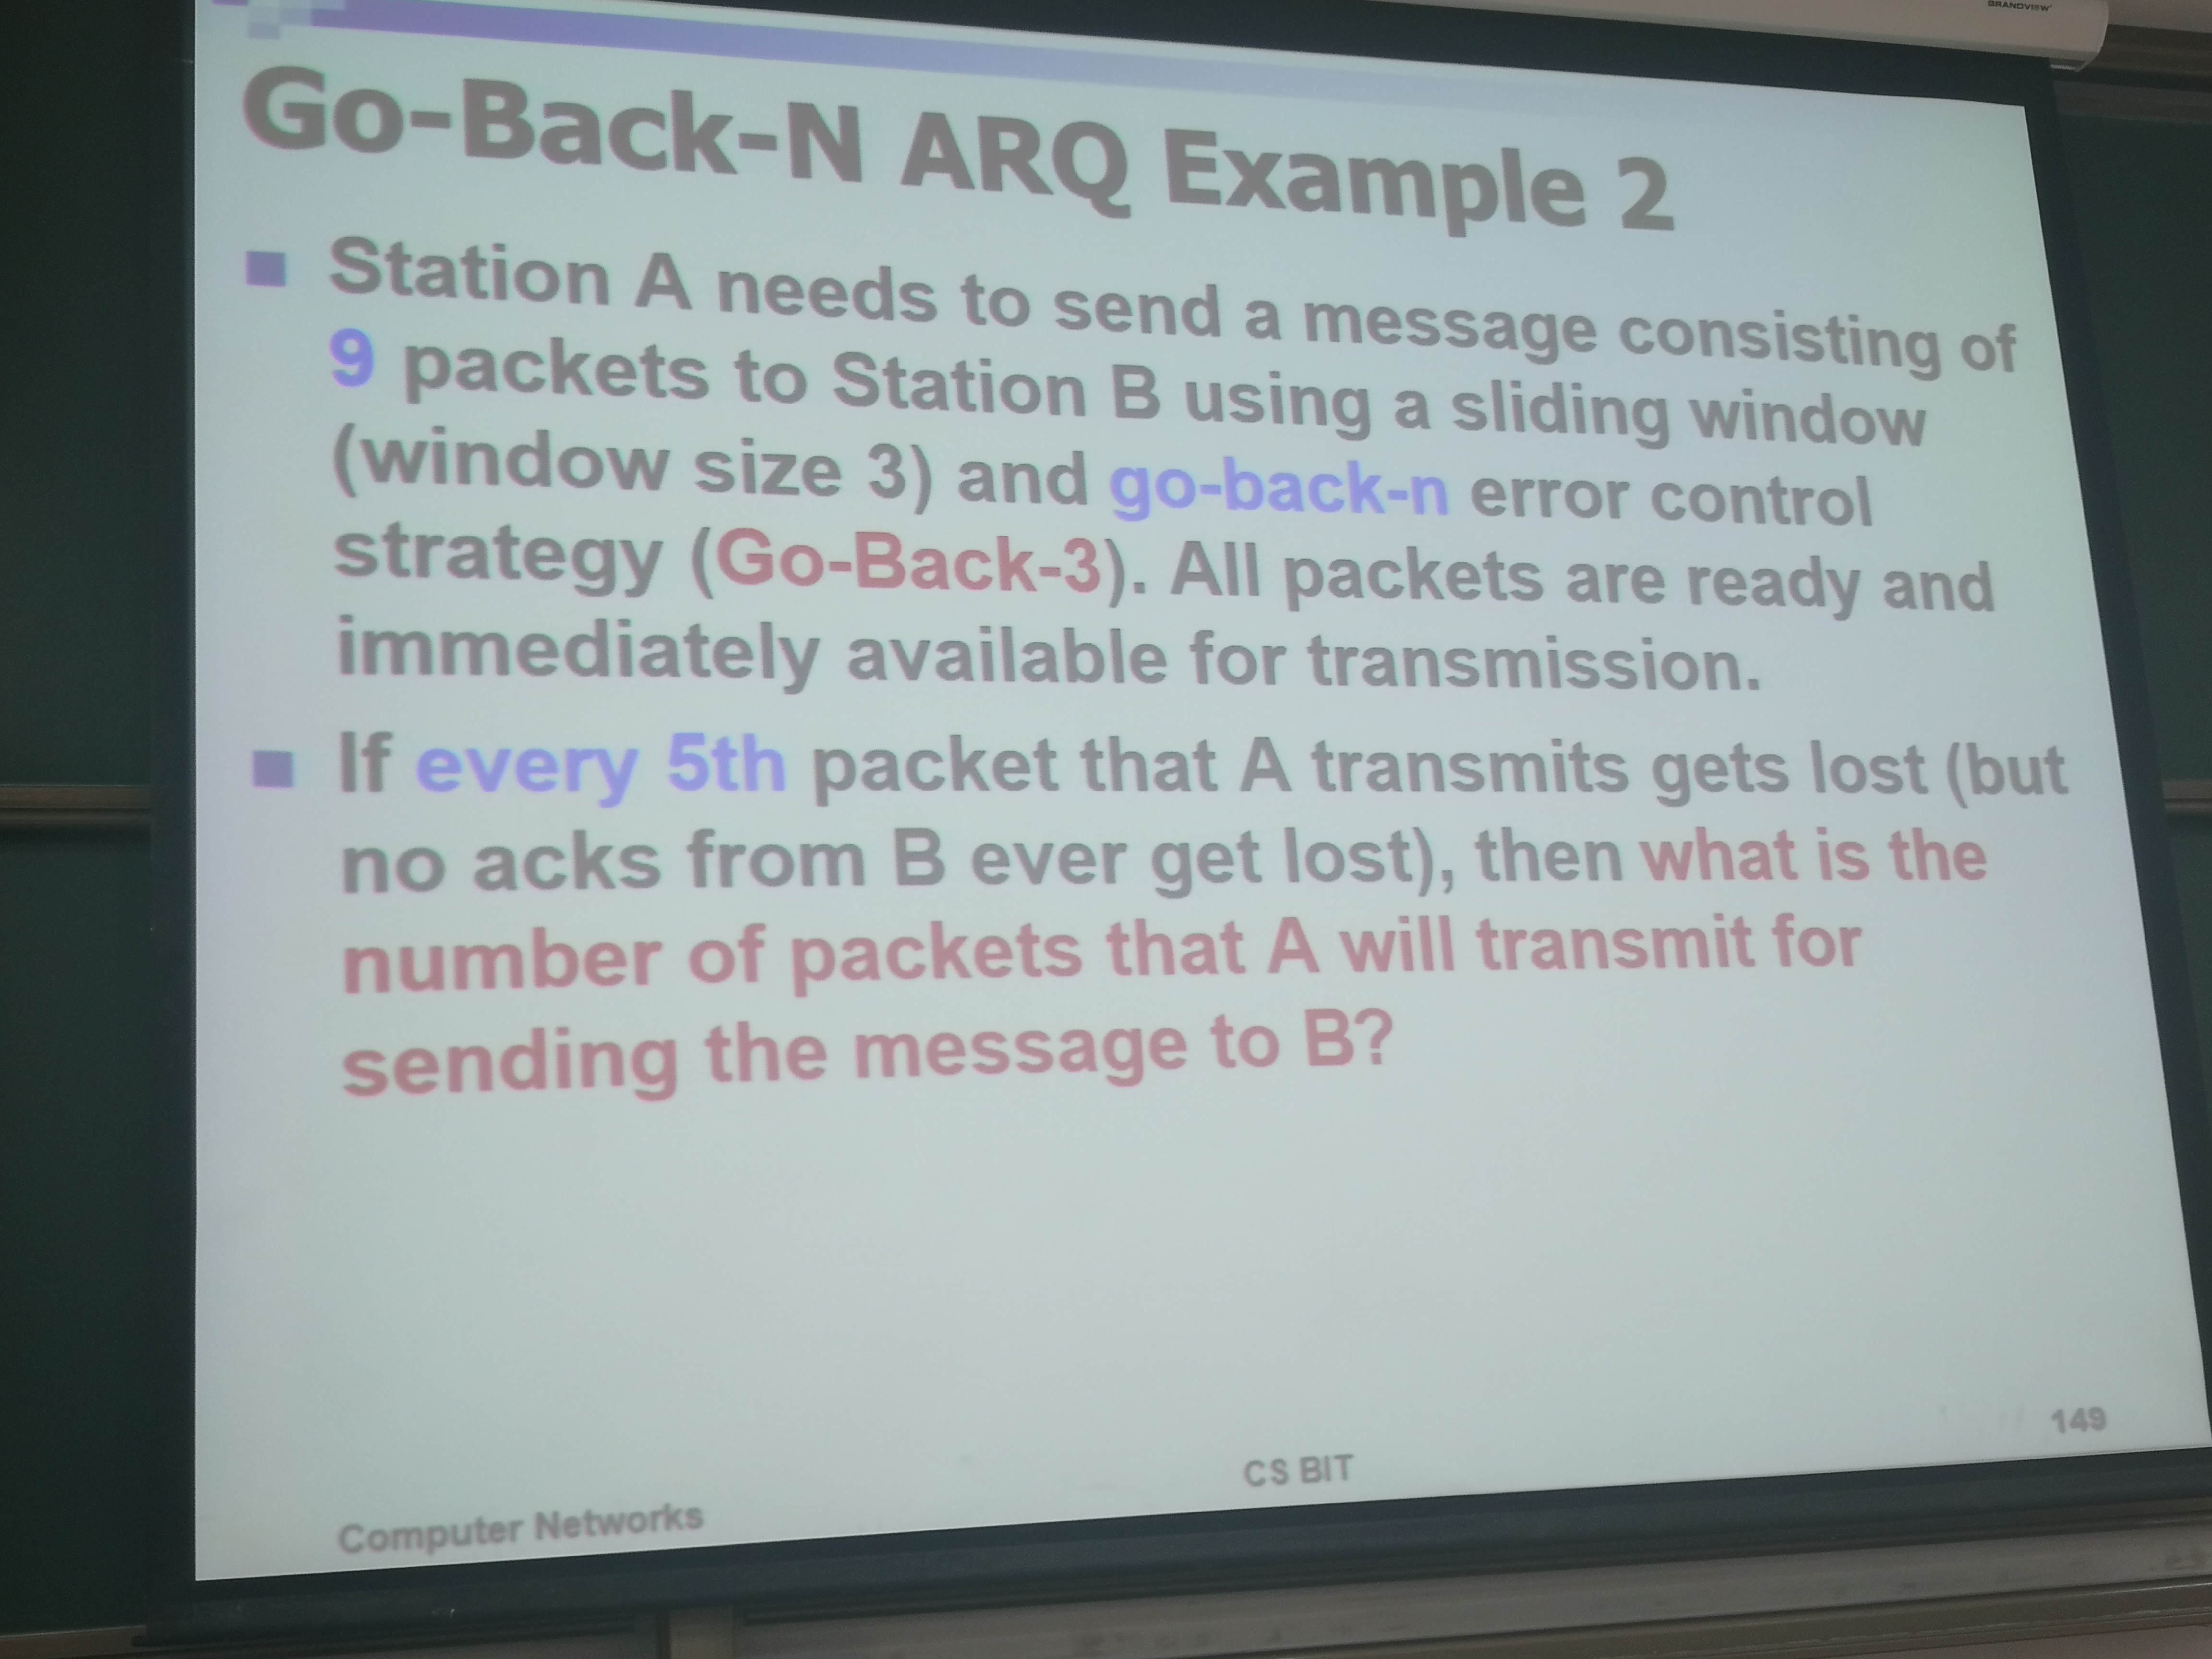 GRANDVIEW
Go-Back-N ARQ Example 2
Station A needs to send a message consisting of
9 packets to Station B using a sliding window
(window size 3) and go-back-n error control
strategy (Go-Back-3). All packets are ready and
immediately available for transmission.
If every 5th packet that A transmits gets lost (but
no acks from B ever get lost), then what is the
number of packets that A will transmit for
sending the message to B?
Computer Networks
CS BIT
149